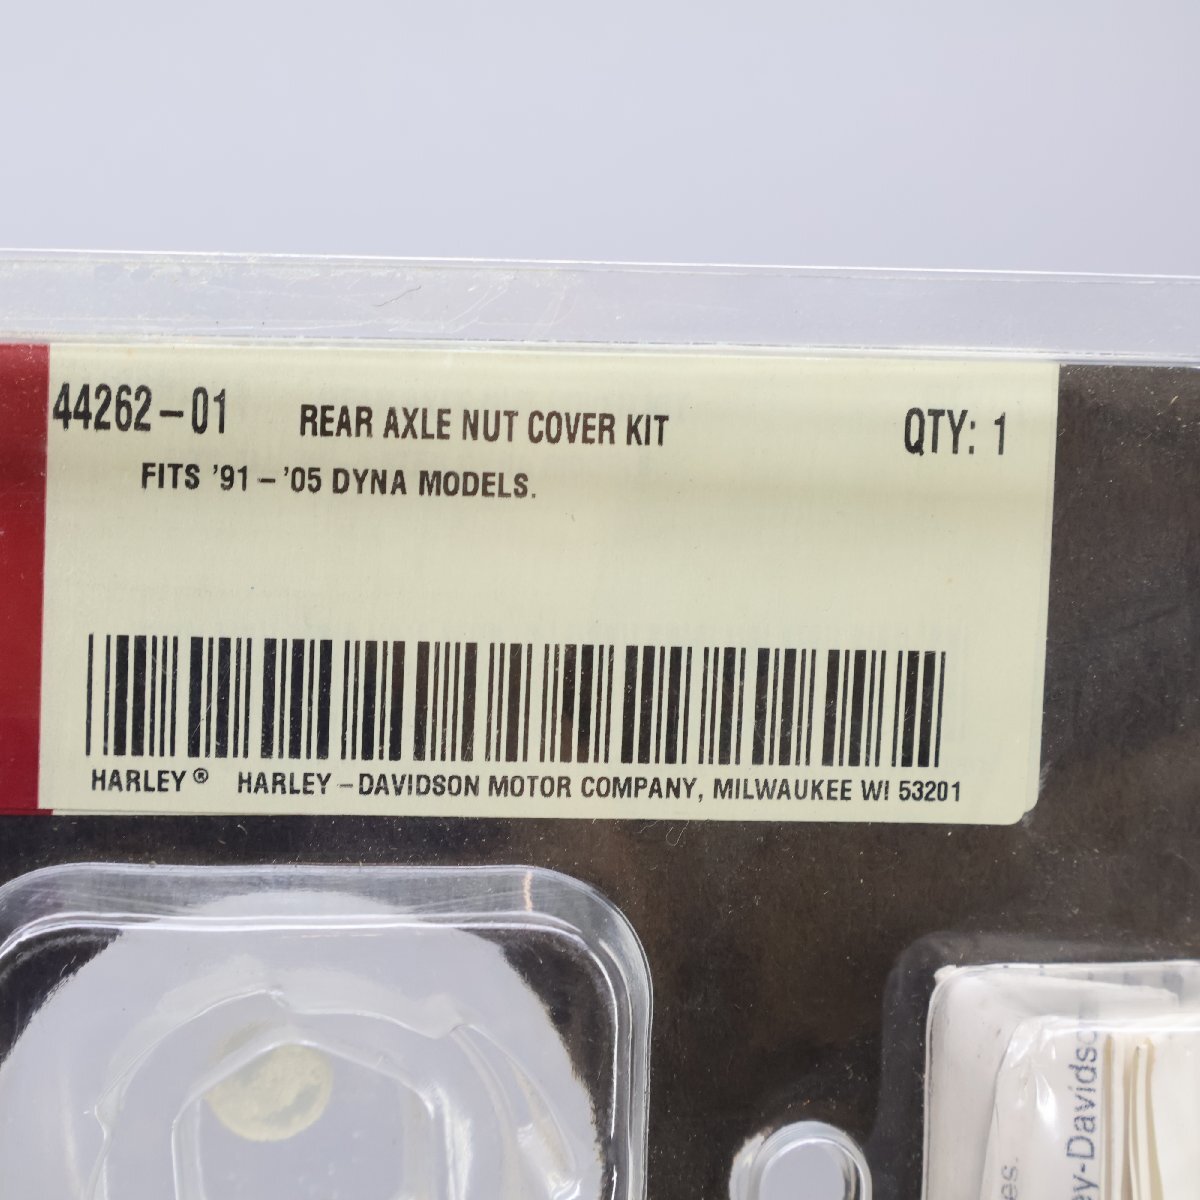 44262-01 REAR AXLE NUT COVER KIT QTY: 1
FITS '91 - '05 DYNA MODELS.
HARLEY® HARLEY-DAVIDSON MOTOR COMPANY, MILWAUKEE WI 53201